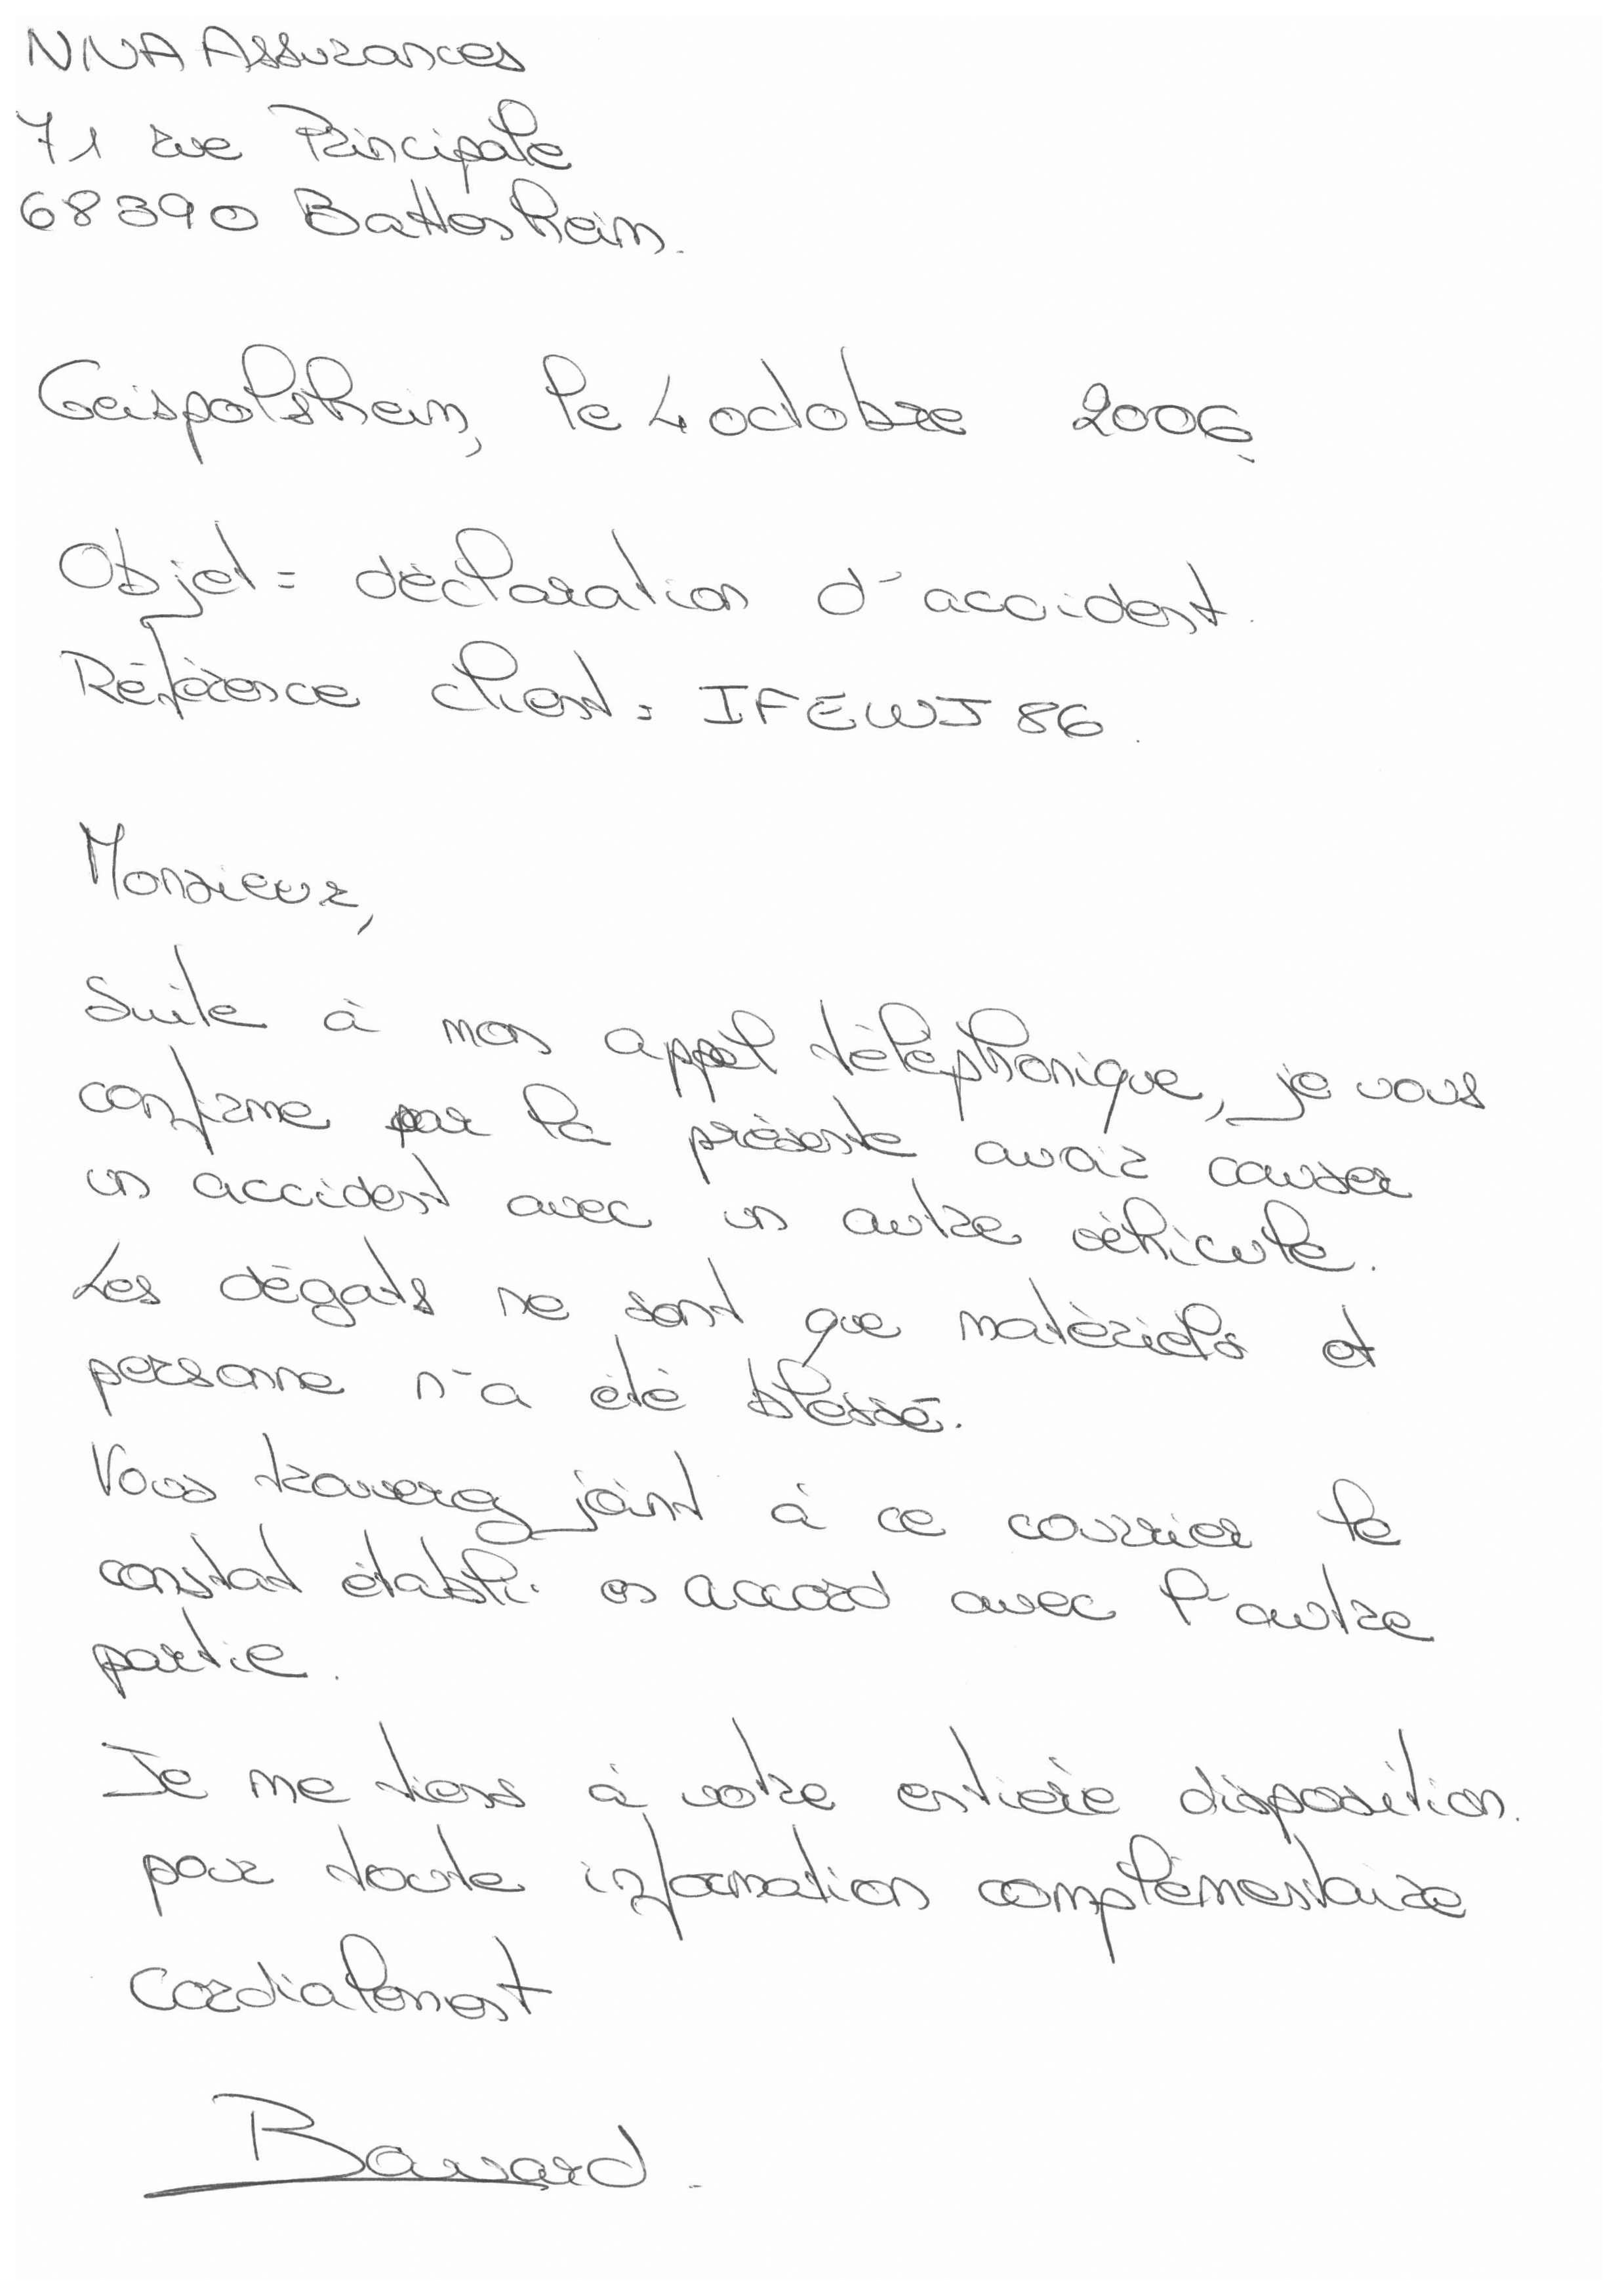 NNA Assurances
71 rue Principale
68390 Battenheim.
Geispolsheim, le 4 octobre 2006.
Objet : déclaration d'accident.
Référence client : IFEWJ86.
Monsieur,
Suite à mon appel téléphonique, je vous
confirme par la présente avoir causer
un accident avec un autre véhicule.
Les dégats ne sont que matériels et
personne n'a été blessé.
Vous trouverez joint à ce courrier le
constat établi en accord avec l'autre
partie.
Je me tiens à votre entière disposition
pour toute information complémentaire
Cordialement